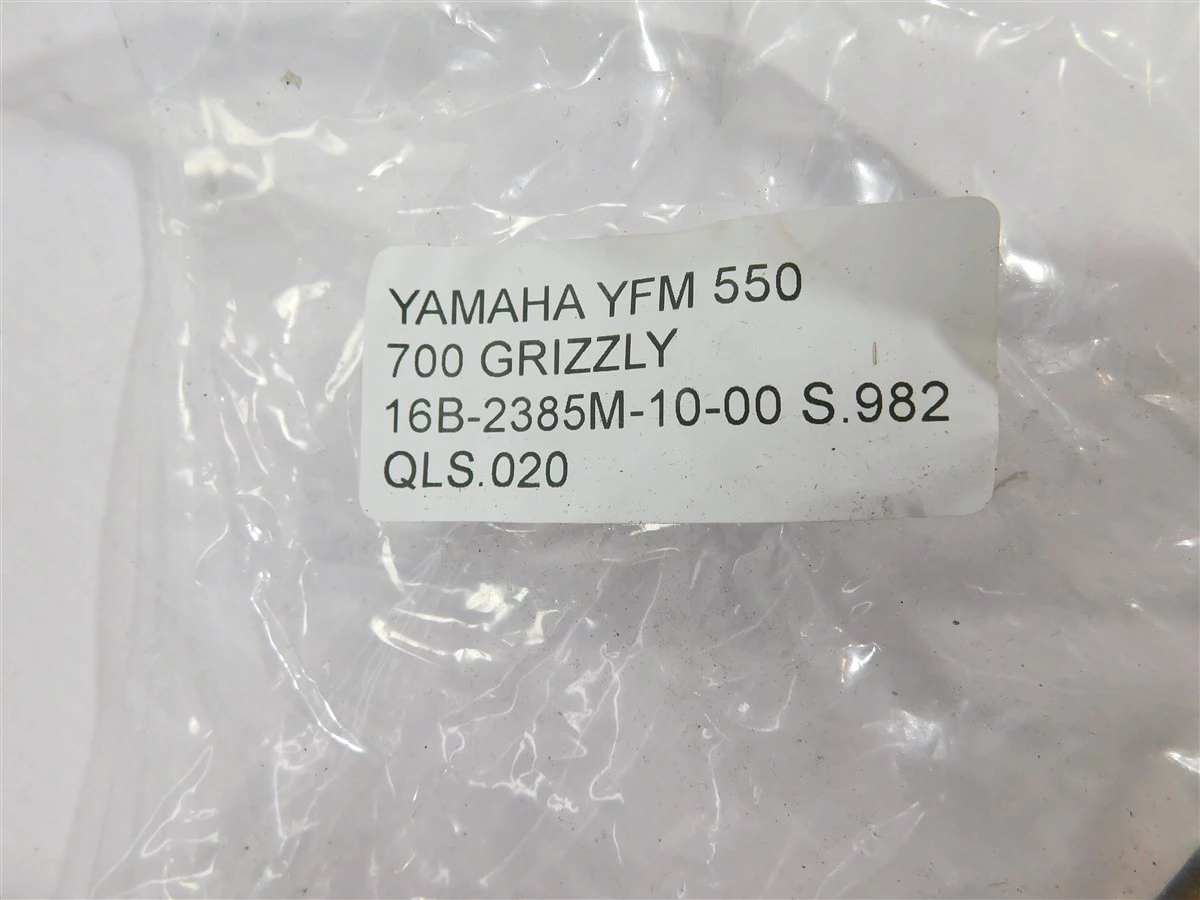 YAMAHA YFM 550
700 GRIZZLY
16B-2385M-10-00 S.982
QLS.020